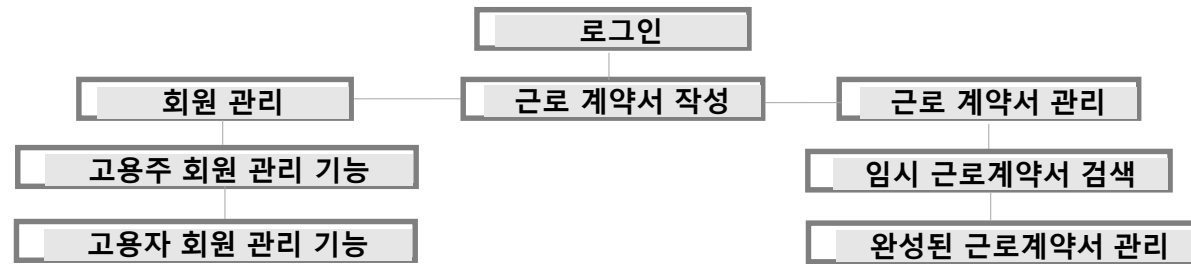 로그인
회원 관리
근로 계약서 작성
근로 계약서 관리
고용주 회원 관리 기능
임시 근로계약서 검색
고용자 회원 관리 기능
완성된 근로계약서 관리